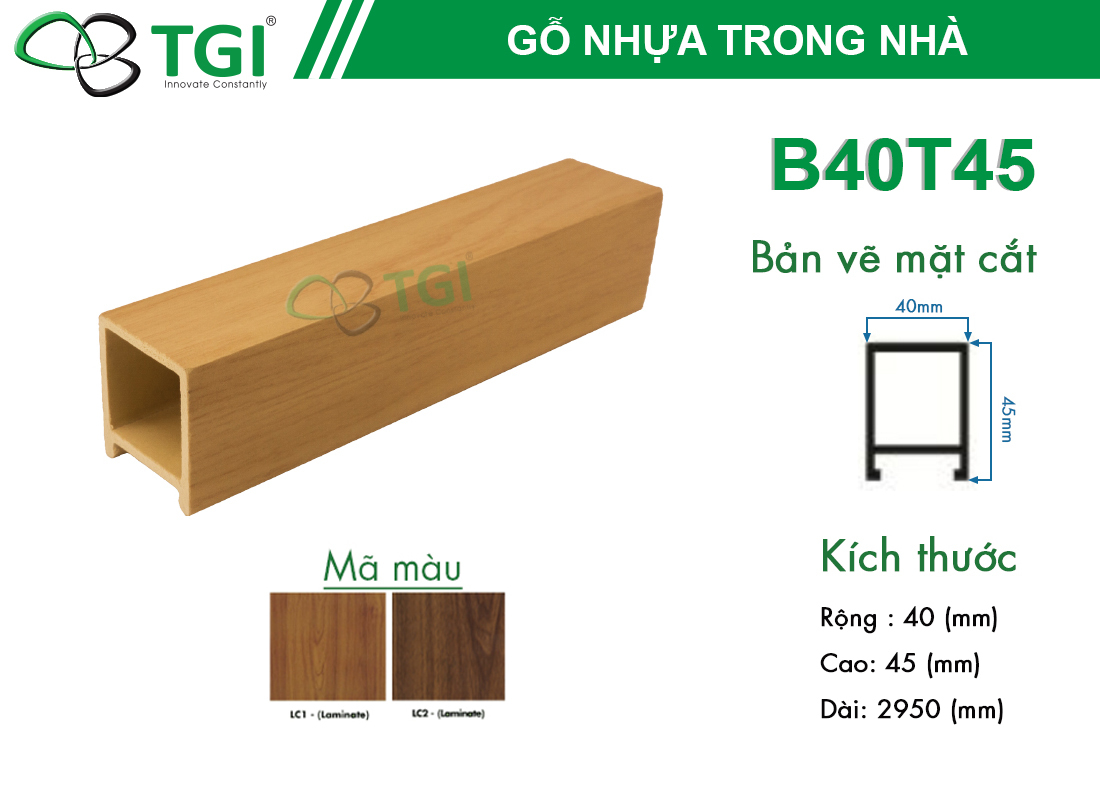 TGI®
Innovate Constantly
GỖ NHỰA TRONG NHÀ
B40T45
Bản vẽ mặt cắt
40mm
45mm
TGI
Mã màu
LC1 - (Laminate)
LC2 - (Laminate)
Kích thước
Rộng : 40 (mm)
Cao: 45 (mm)
Dài: 2950 (mm)